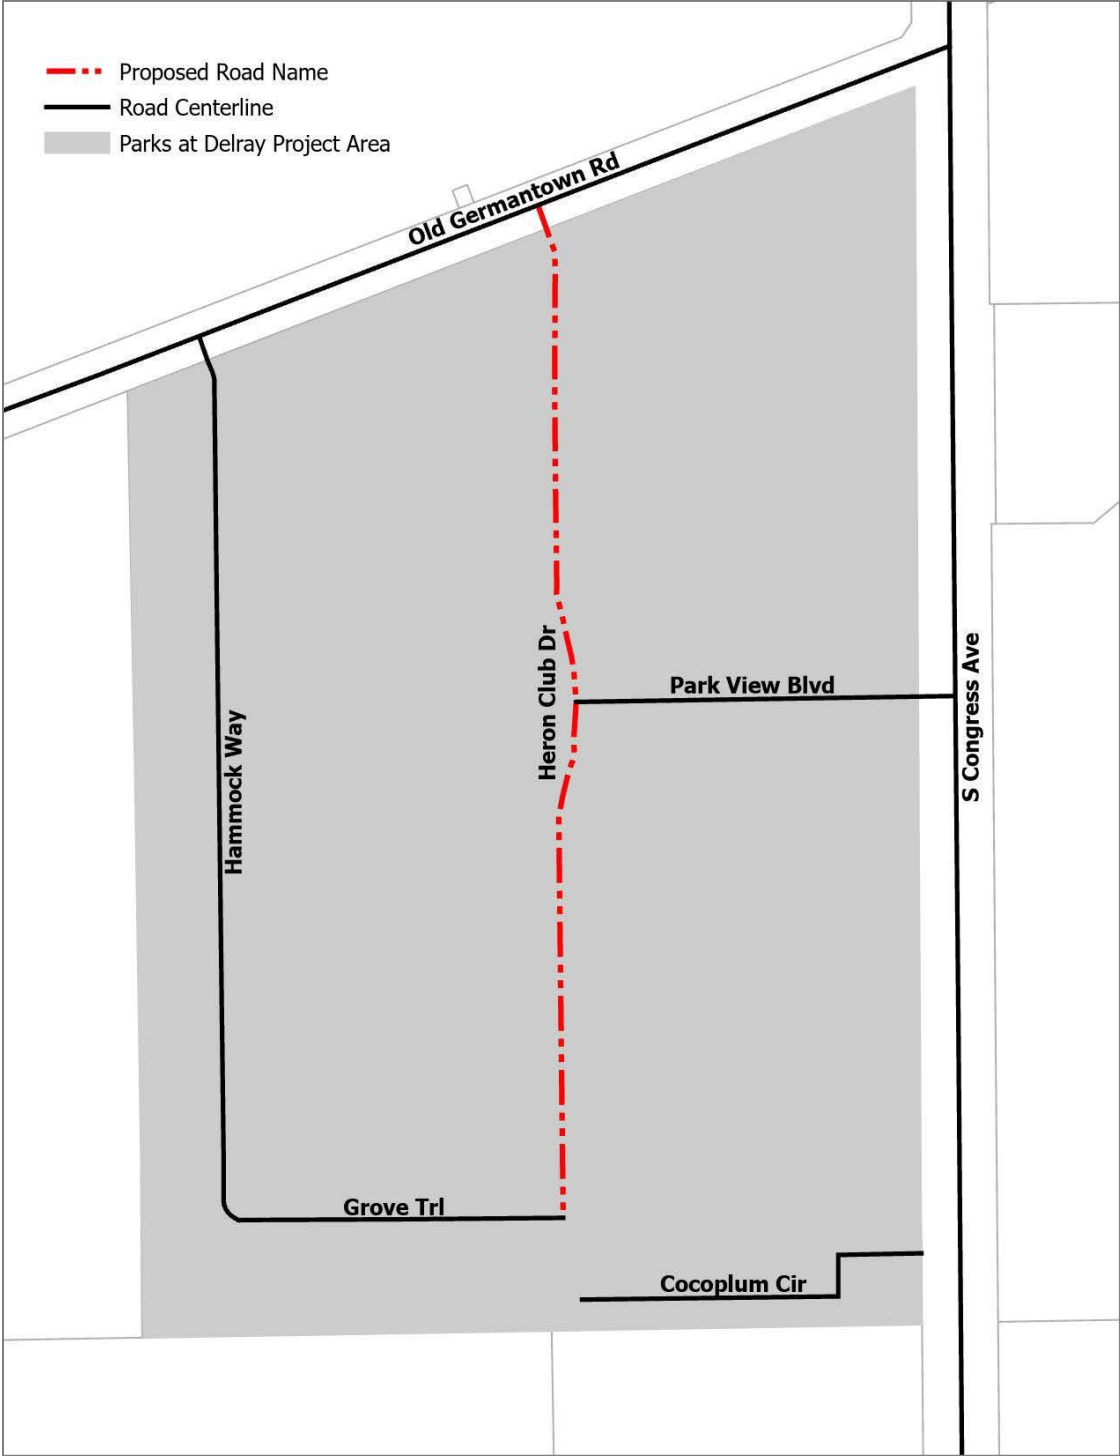 Proposed Road Name
Road Centerline
Parks at Delray Project Area
Old Germantown Rd
Heron Club Dr
Park View Blvd
S Congress Ave
Hammock Way
Grove Trl
Cocoplum Cir